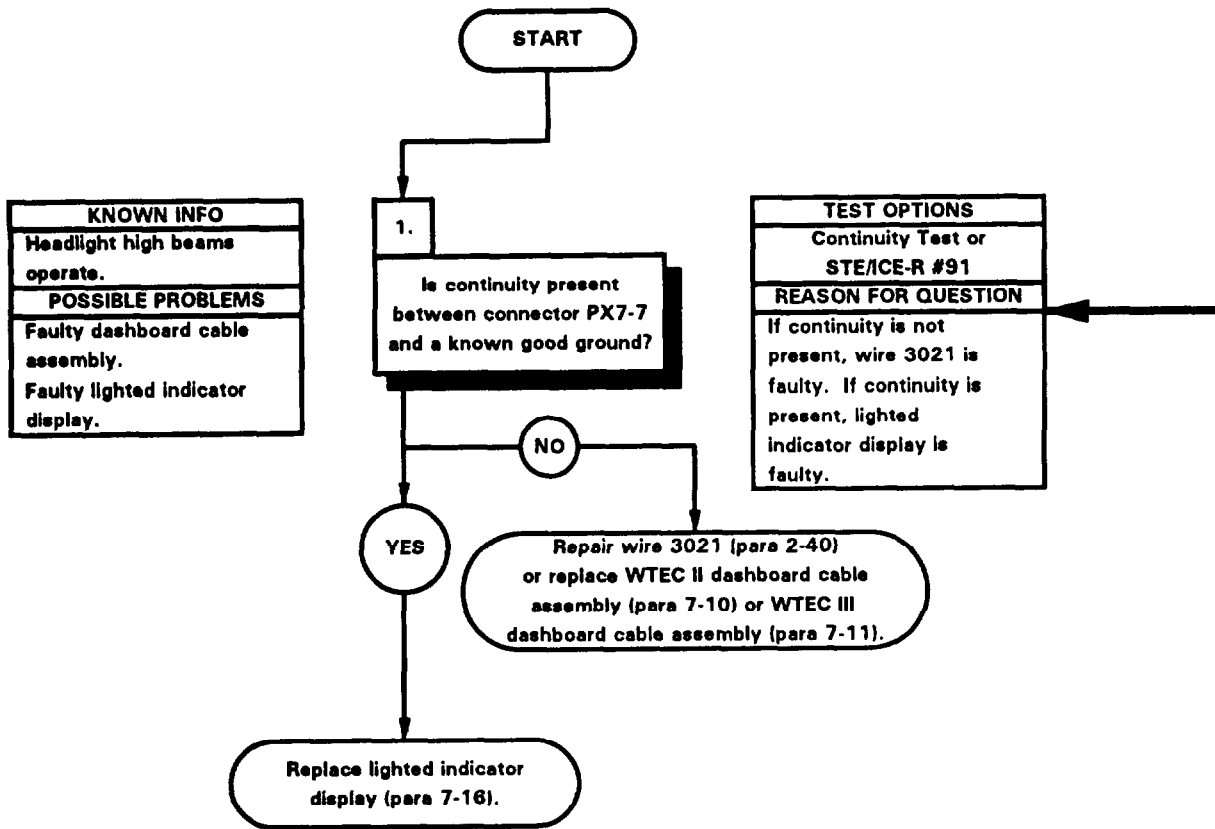 START
KNOWN INFO
Headlight high beams
operate.
POSSIBLE PROBLEMS
Faulty dashboard cable
assembly.
Faulty lighted indicator
display.
1.
Is continuity present
between connector PX7-7
and a known good ground?
TEST OPTIONS
Continuity Test or
STE/ICE-R #91
REASON FOR QUESTION
If continuity is not
present, wire 3021 is
faulty. If continuity is
present, lighted
indicator display is
faulty.
NO
YES
Repair wire 3021 (para 2-40)
or replace WTEC II dashboard cable
assembly (para 7-10) or WTEC III
dashboard cable assembly (para 7-11).
Replace lighted indicator
display (para 7-16).